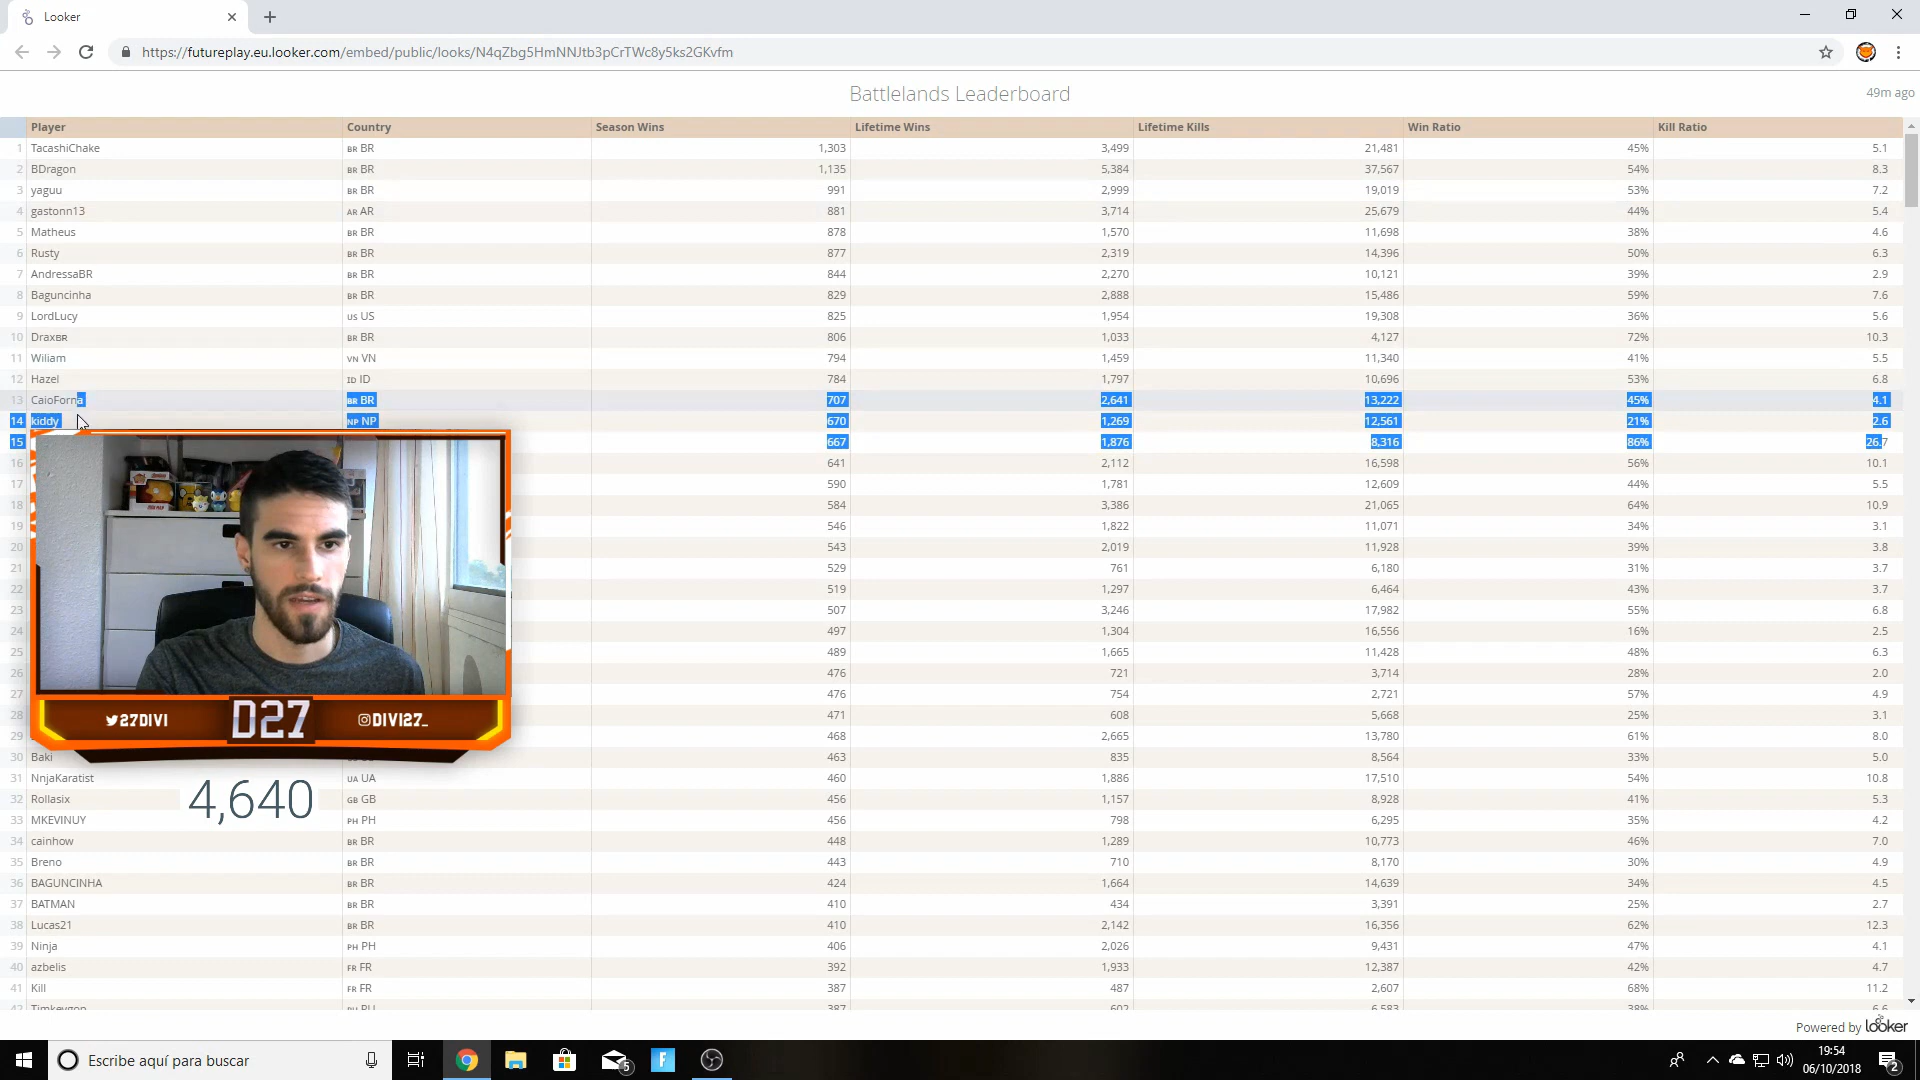 Looker
https://futureplay.eu.looker.com/embed/public/looks/N4qZbg5HmNNJtb3pCrTWc8y5ks2GKvfm
Battlelands Leaderboard
49m ago
Player Country Season Wins Lifetime Wins Lifetime Kills Win Ratio Kill Ratio
1 TacashiChake BR BR 1,303 3,499 21,481 45% 5.1
2 BDragon BR BR 1,135 5,384 37,567 54% 8.3
3 yaguu BR BR 991 2,999 19,019 53% 7.2
4 gastonn13 AR AR 881 3,714 25,679 44% 5.4
5 Matheus BR BR 878 1,570 11,698 38% 4.6
6 Rusty BR BR 877 2,319 14,396 50% 6.3
7 AndressaBR BR BR 844 2,270 10,121 39% 2.9
8 Baguncinha BR BR 829 2,888 15,486 59% 7.6
9 LordLucy US US 825 1,954 19,308 36% 5.6
10 DraxBR BR BR 806 1,033 4,127 72% 10.3
11 Wiliam VN VN 794 1,459 11,340 41% 5.5
12 Hazel ID ID 784 1,797 10,696 53% 6.8
13 CaioForna BR BR 707 2,641 13,222 45% 4.1
14 kiddy NP NP 670 1,269 12,561 21% 2.6
15 667 1,876 8,316 86% 26.7
16 641 2,112 16,598 56% 10.1
17 590 1,781 12,609 44% 5.5
18 584 3,386 21,065 64% 10.9
19 546 1,822 11,071 34% 3.1
20 543 2,019 11,928 39% 3.8
21 529 761 6,180 31% 3.7
22 519 1,297 6,464 43% 3.7
23 507 3,246 17,982 55% 6.8
24 497 1,304 16,556 16% 2.5
25 489 1,665 11,428 48% 6.3
26 476 721 3,714 28% 2.0
27 476 754 2,721 57% 4.9
28 471 608 5,668 25% 3.1
29 468 2,665 13,780 61% 8.0
30 Baki 463 835 8,564 33% 5.0
31 NnjaKaratist UA UA 460 1,886 17,510 54% 10.8
32 Rollasix GB GB 456 1,157 8,928 41% 5.3
33 MKEVINUY PH PH 456 798 6,295 35% 4.2
34 cainhow BR BR 448 1,289 10,773 46% 7.0
35 Breno BR BR 443 710 8,170 30% 4.9
36 BAGUNCINHA BR BR 424 1,664 14,639 34% 4.5
37 BATMAN BR BR 410 434 3,391 25% 2.7
38 Lucas21 BR BR 410 2,142 16,356 62% 12.3
39 Ninja PH PH 406 2,026 9,431 47% 4.1
40 azbelis FR FR 392 1,933 12,387 42% 4.7
41 Kill FR FR 387 487 2,607 68% 11.2
27DIVI D27 DIVI27_
4,640
Powered by looker
Escribe aquí para buscar
5
19:54
06/10/2018
2